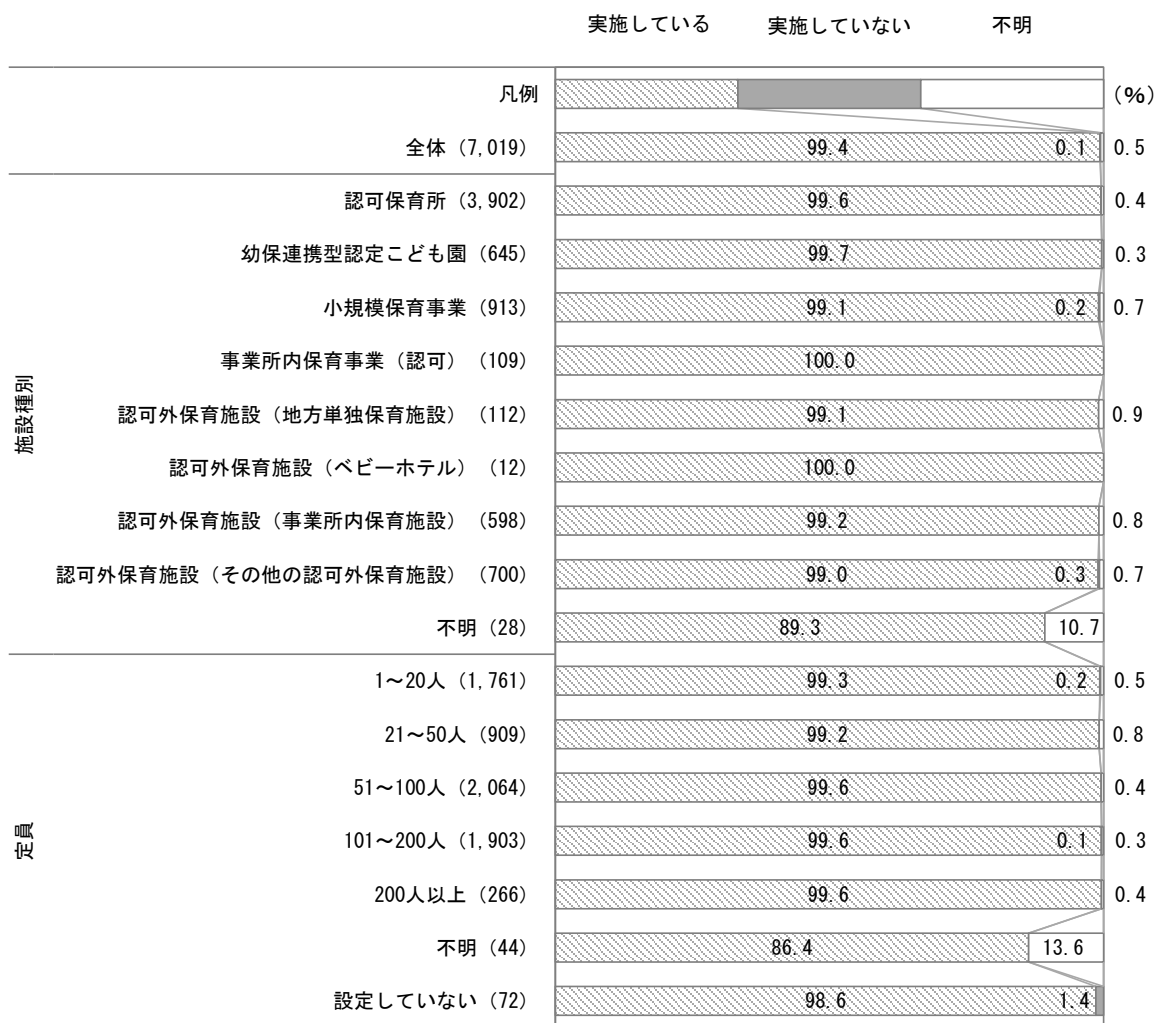 実施している 実施していない 不明
凡例 (%)
全体 (7,019) 99.4 0.1 0.5
施設種別
認可保育所 (3,902) 99.6 0.4
幼保連携型認定こども園 (645) 99.7 0.3
小規模保育事業 (913) 99.1 0.2 0.7
事業所内保育事業（認可） (109) 100.0
認可外保育施設（地方単独保育施設） (112) 99.1 0.9
認可外保育施設（ベビーホテル） (12) 100.0
認可外保育施設（事業所内保育施設） (598) 99.2 0.8
認可外保育施設（その他の認可外保育施設） (700) 99.0 0.3 0.7
不明 (28) 89.3 10.7
定員
1～20人 (1,761) 99.3 0.2 0.5
21～50人 (909) 99.2 0.8
51～100人 (2,064) 99.6 0.4
101～200人 (1,903) 99.6 0.1 0.3
200人以上 (266) 99.6 0.4
不明 (44) 86.4 13.6
設定していない (72) 98.6 1.4